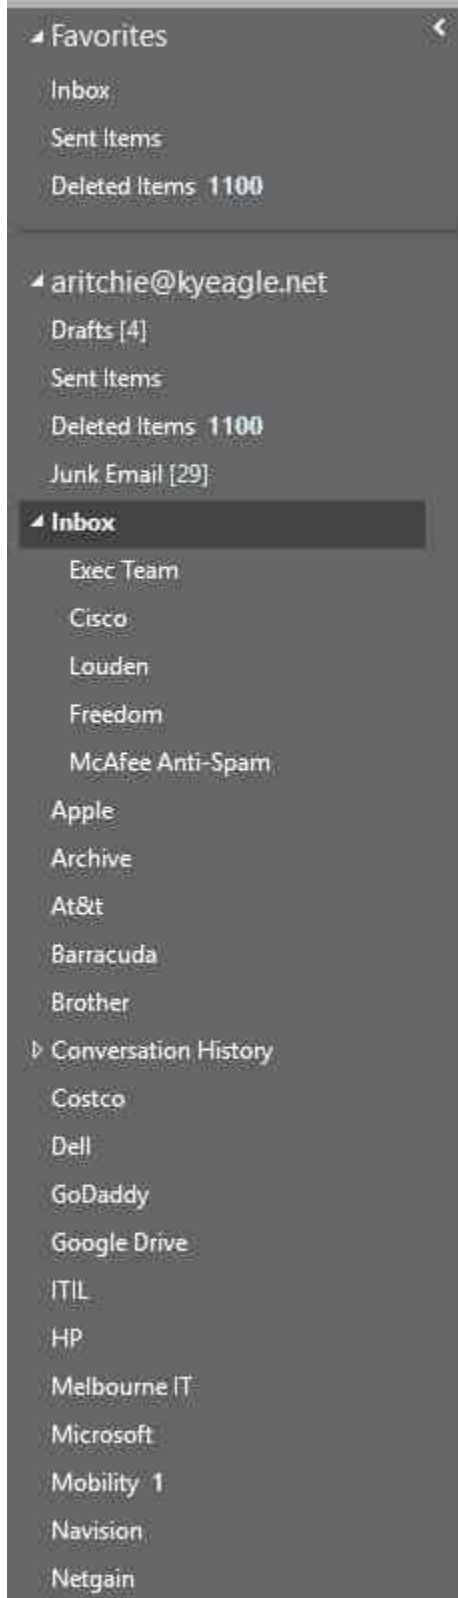 Favorites
Inbox
Sent Items
Deleted Items 1100
aritchie@kyeagle.net
Drafts [4]
Sent Items
Deleted Items 1100
Junk Email [29]
Inbox
Exec Team
Cisco
Louden
Freedom
McAfee Anti-Spam
Apple
Archive
At&t
Barracuda
Brother
Conversation History
Costco
Dell
GoDaddy
Google Drive
ITIL
HP
Melbourne IT
Microsoft
Mobility 1
Navision
Netgain